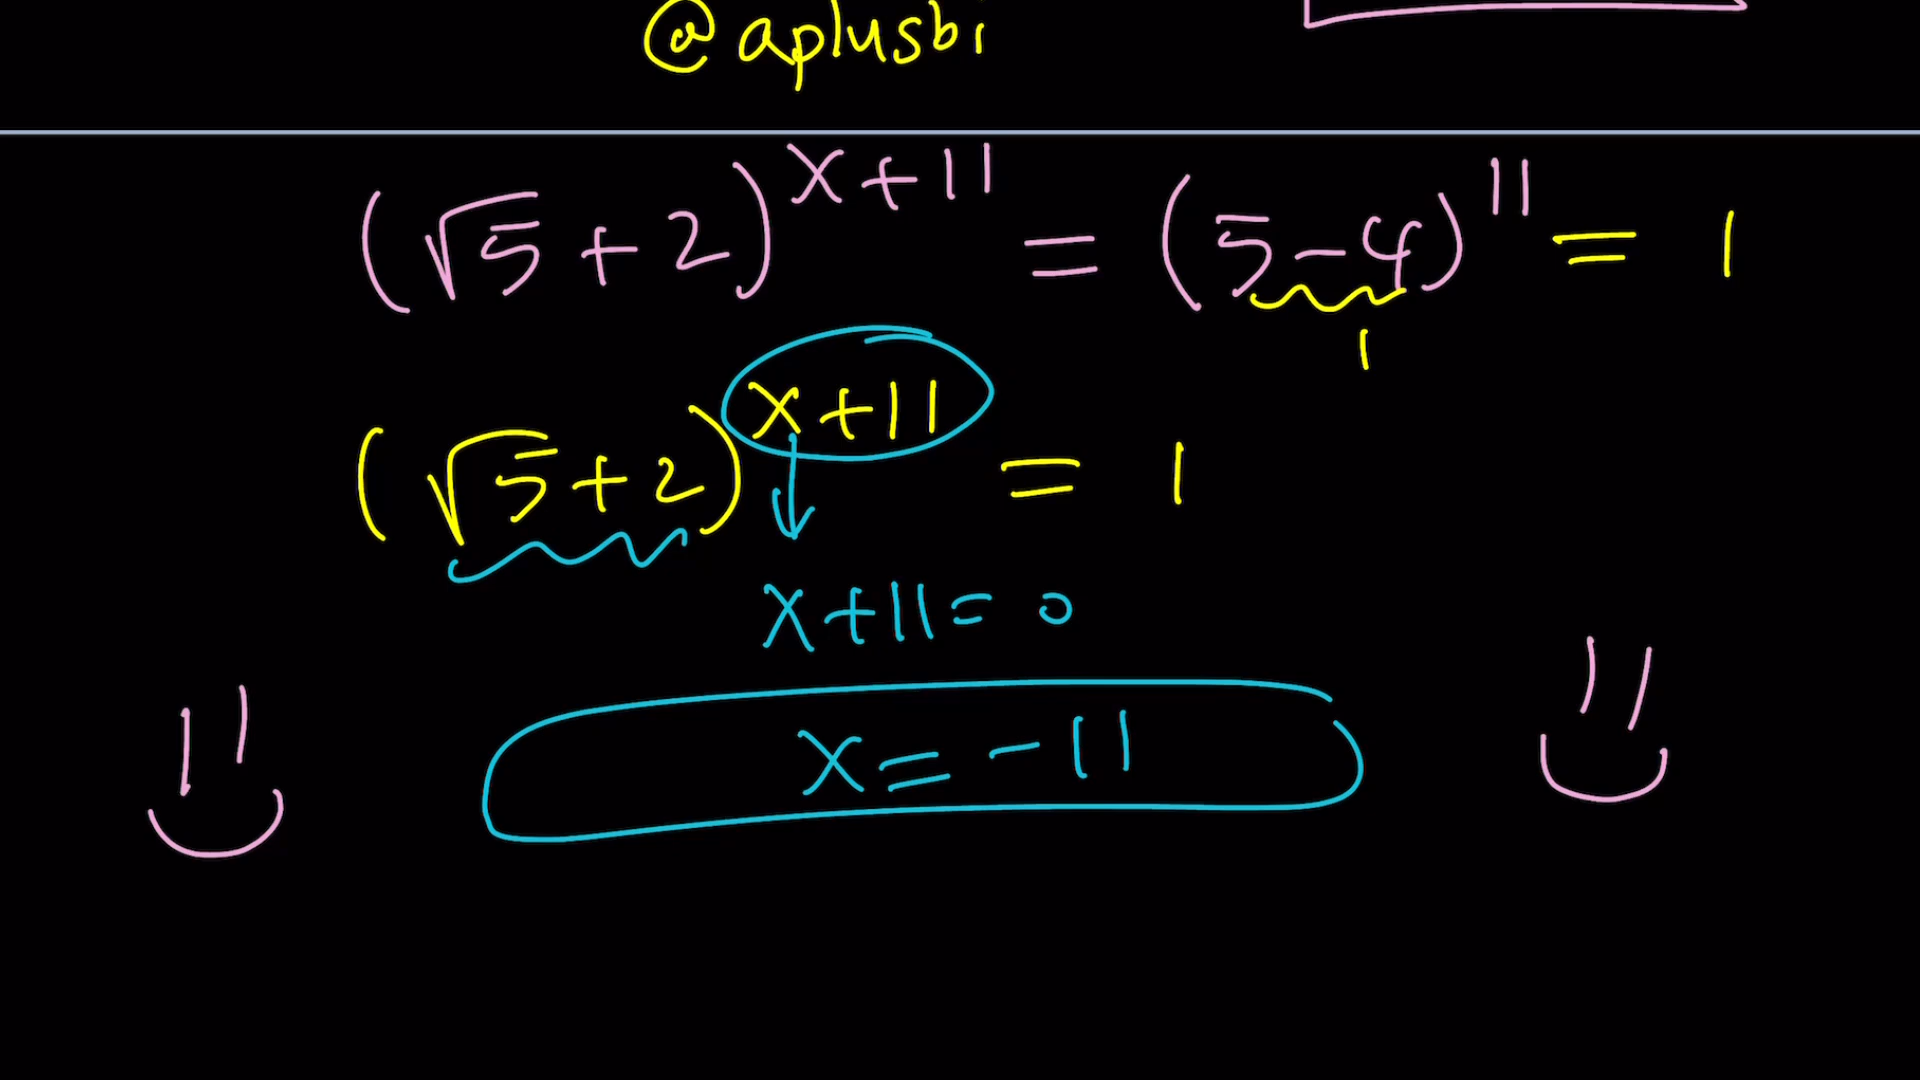 @aplusbi
(√5+2)^{x+11} = (5-4)^{11} = 1
1
(√5+2)^{x+11} = 1
x+11=0
x=-11